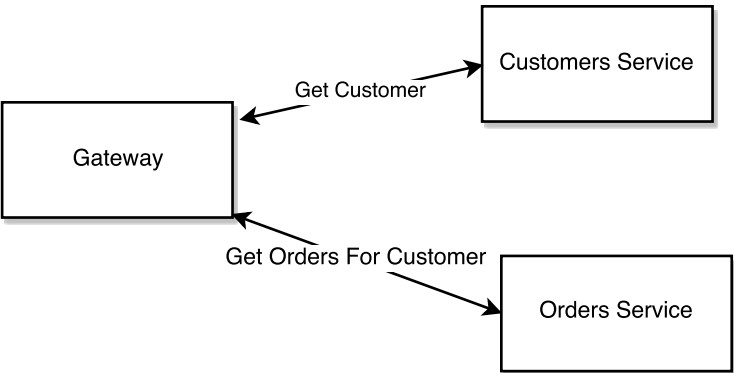 Customers Service
Get Customer
Gateway
Get Orders For Customer
Orders Service